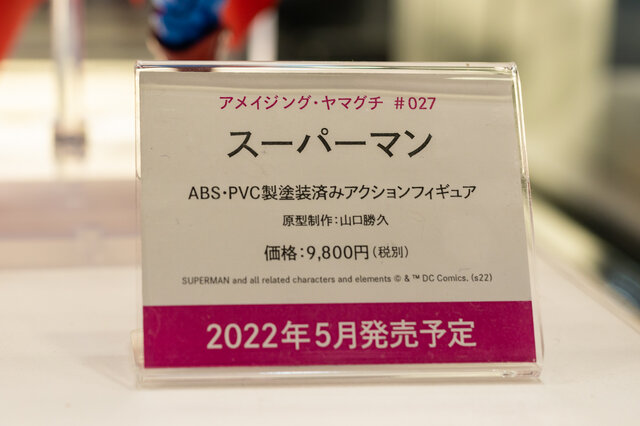 アメイジング・ヤマグチ #027
スーパーマン
ABS・PVC製塗装済みアクションフィギュア
原型制作：山口勝久
価格：9,800円（税別）
SUPERMAN and all related characters and elements © & ™ DC Comics. (s22)
2022年5月発売予定